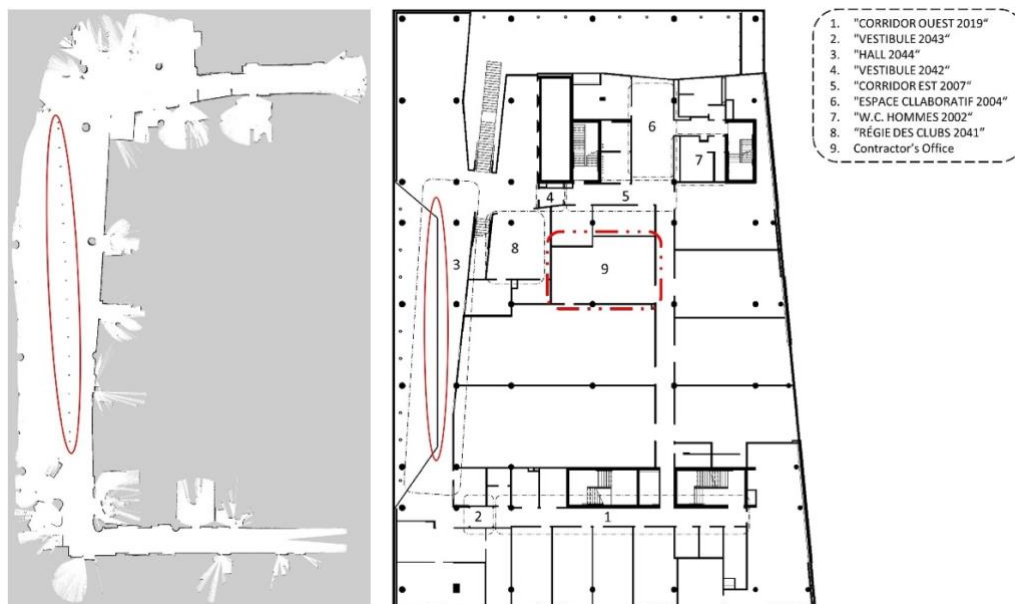 1. "CORRIDOR OUEST 2019"
2. "VESTIBULE 2043"
3. "HALL 2044"
4. "VESTIBULE 2042"
5. "CORRIDOR EST 2007"
6. "ESPACE CLLABORATIF 2004"
7. "W.C. HOMMES 2002"
8. "RÉGIE DES CLUBS 2041"
9. Contractor's Office
6
7
4
5
8
3
9
2
1